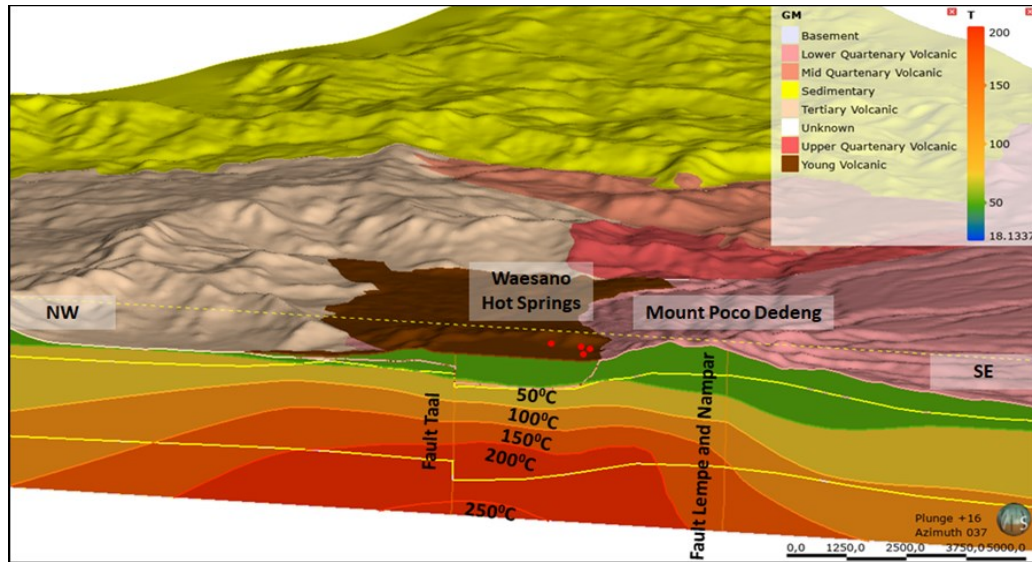 GM
Basement
Lower Quartenary Volcanic
Mid Quartenary Volcanic
Sedimentary
Tertiary Volcanic
Unknown
Upper Quartenary Volcanic
Young Volcanic
T
200
150
100
50
18.1337
NW
Waesano
Hot Springs
Mount Poco Dedeng
SE
50⁰C
100⁰C
150⁰C
200⁰C
250⁰C
Fault Taal
Fault Lempe and Nampar
Plunge +16
Azimuth 037
S
0,0 1250,0 2500,0 3750,0 5000,0